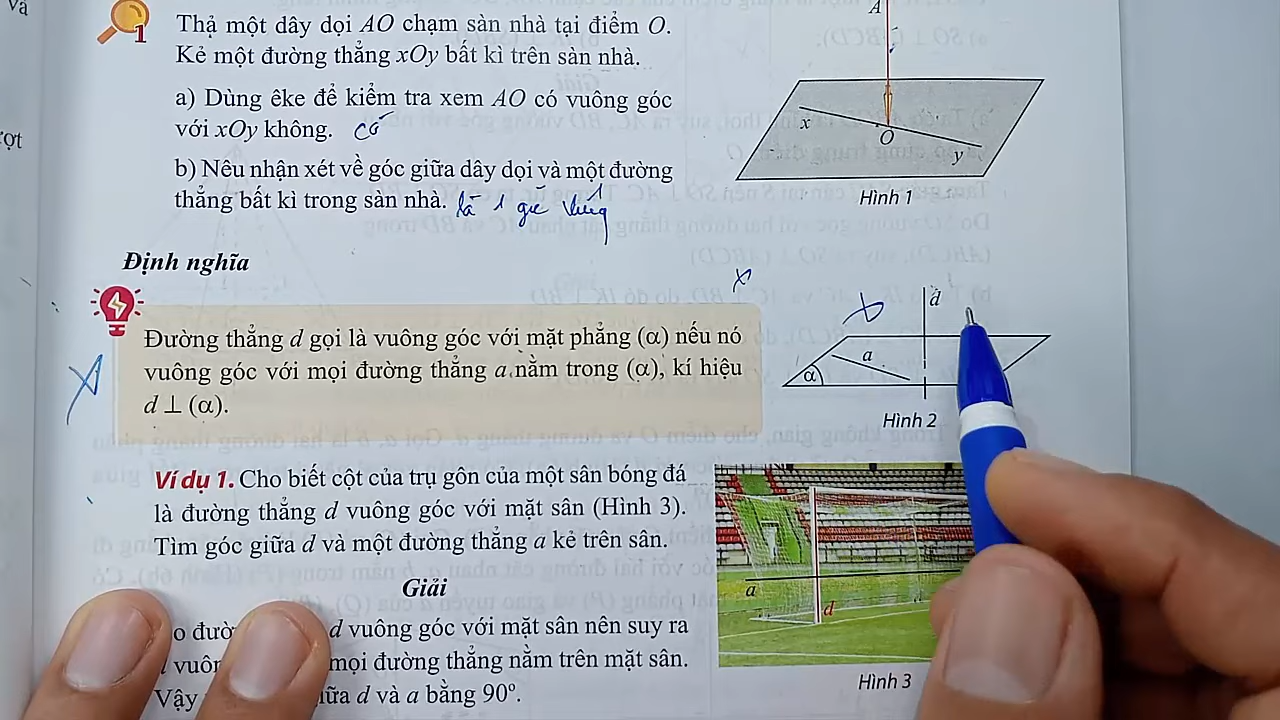 và
ượt
1
Thả một dây dọi AO chạm sàn nhà tại điểm O.
Kẻ một đường thẳng xOy bất kì trên sàn nhà.
a) Dùng êke để kiểm tra xem AO có vuông góc
với xOy không. có
b) Nêu nhận xét về góc giữa dây dọi và một đường
thẳng bất kì trong sàn nhà. là 1 góc vuông
A
x
O
y
Hình 1
Định nghĩa
Đường thẳng d gọi là vuông góc với mặt phẳng (α) nếu nó
vuông góc với mọi đường thẳng a nằm trong (α), kí hiệu
d ⊥ (α).
d
a
α
Hình 2
Ví dụ 1. Cho biết cột của trụ gôn của một sân bóng đá
là đường thẳng d vuông góc với mặt sân (Hình 3).
Tìm góc giữa d và một đường thẳng a kẻ trên sân.
Giải
d vuông góc với mặt sân nên suy ra
mọi đường thẳng nằm trên mặt sân.
Vậy d và a bằng 90°.
a
d
Hình 3